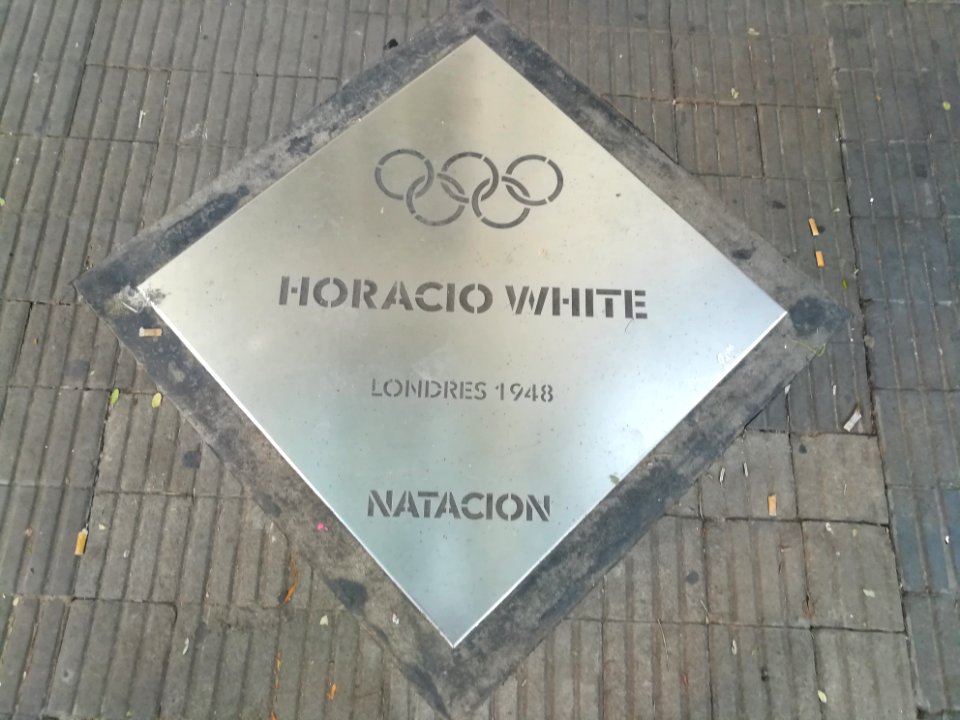 HORACIO WHITE
LONDRES 1948
NATACION